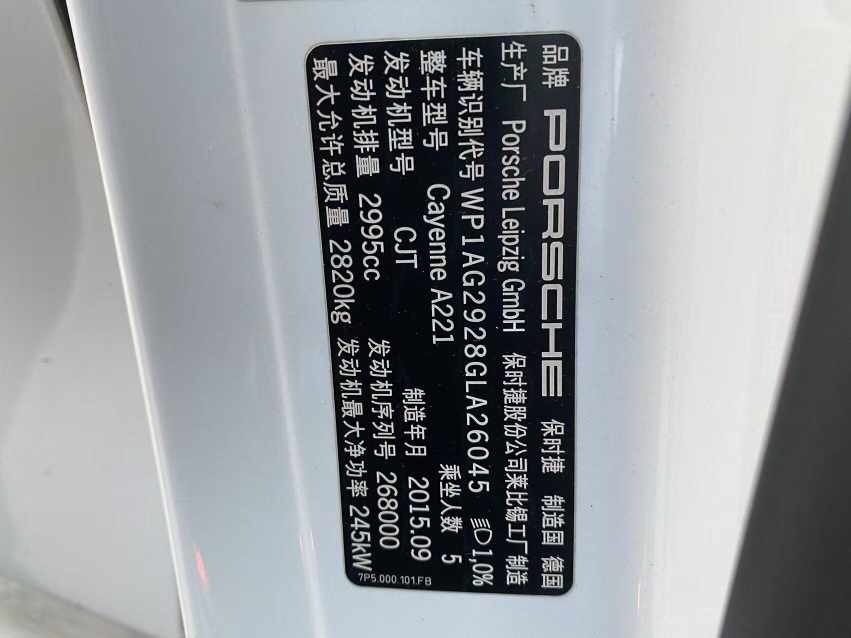 品牌 PORSCHE 保时捷 制造国 德国
生产厂 Porsche Leipzig GmbH 保时捷股份公司莱比锡工厂制造
车辆识别代号 WP1AG2928GLA26045 1,0%
整车型号 Cayenne A221 乘坐人数 5
发动机型号 CJT 制造年月 2015.09
发动机排量 2995cc 发动机序列号 268000
最大允许总质量 2820kg 发动机最大净功率 245kW
7P5.000.101.FB